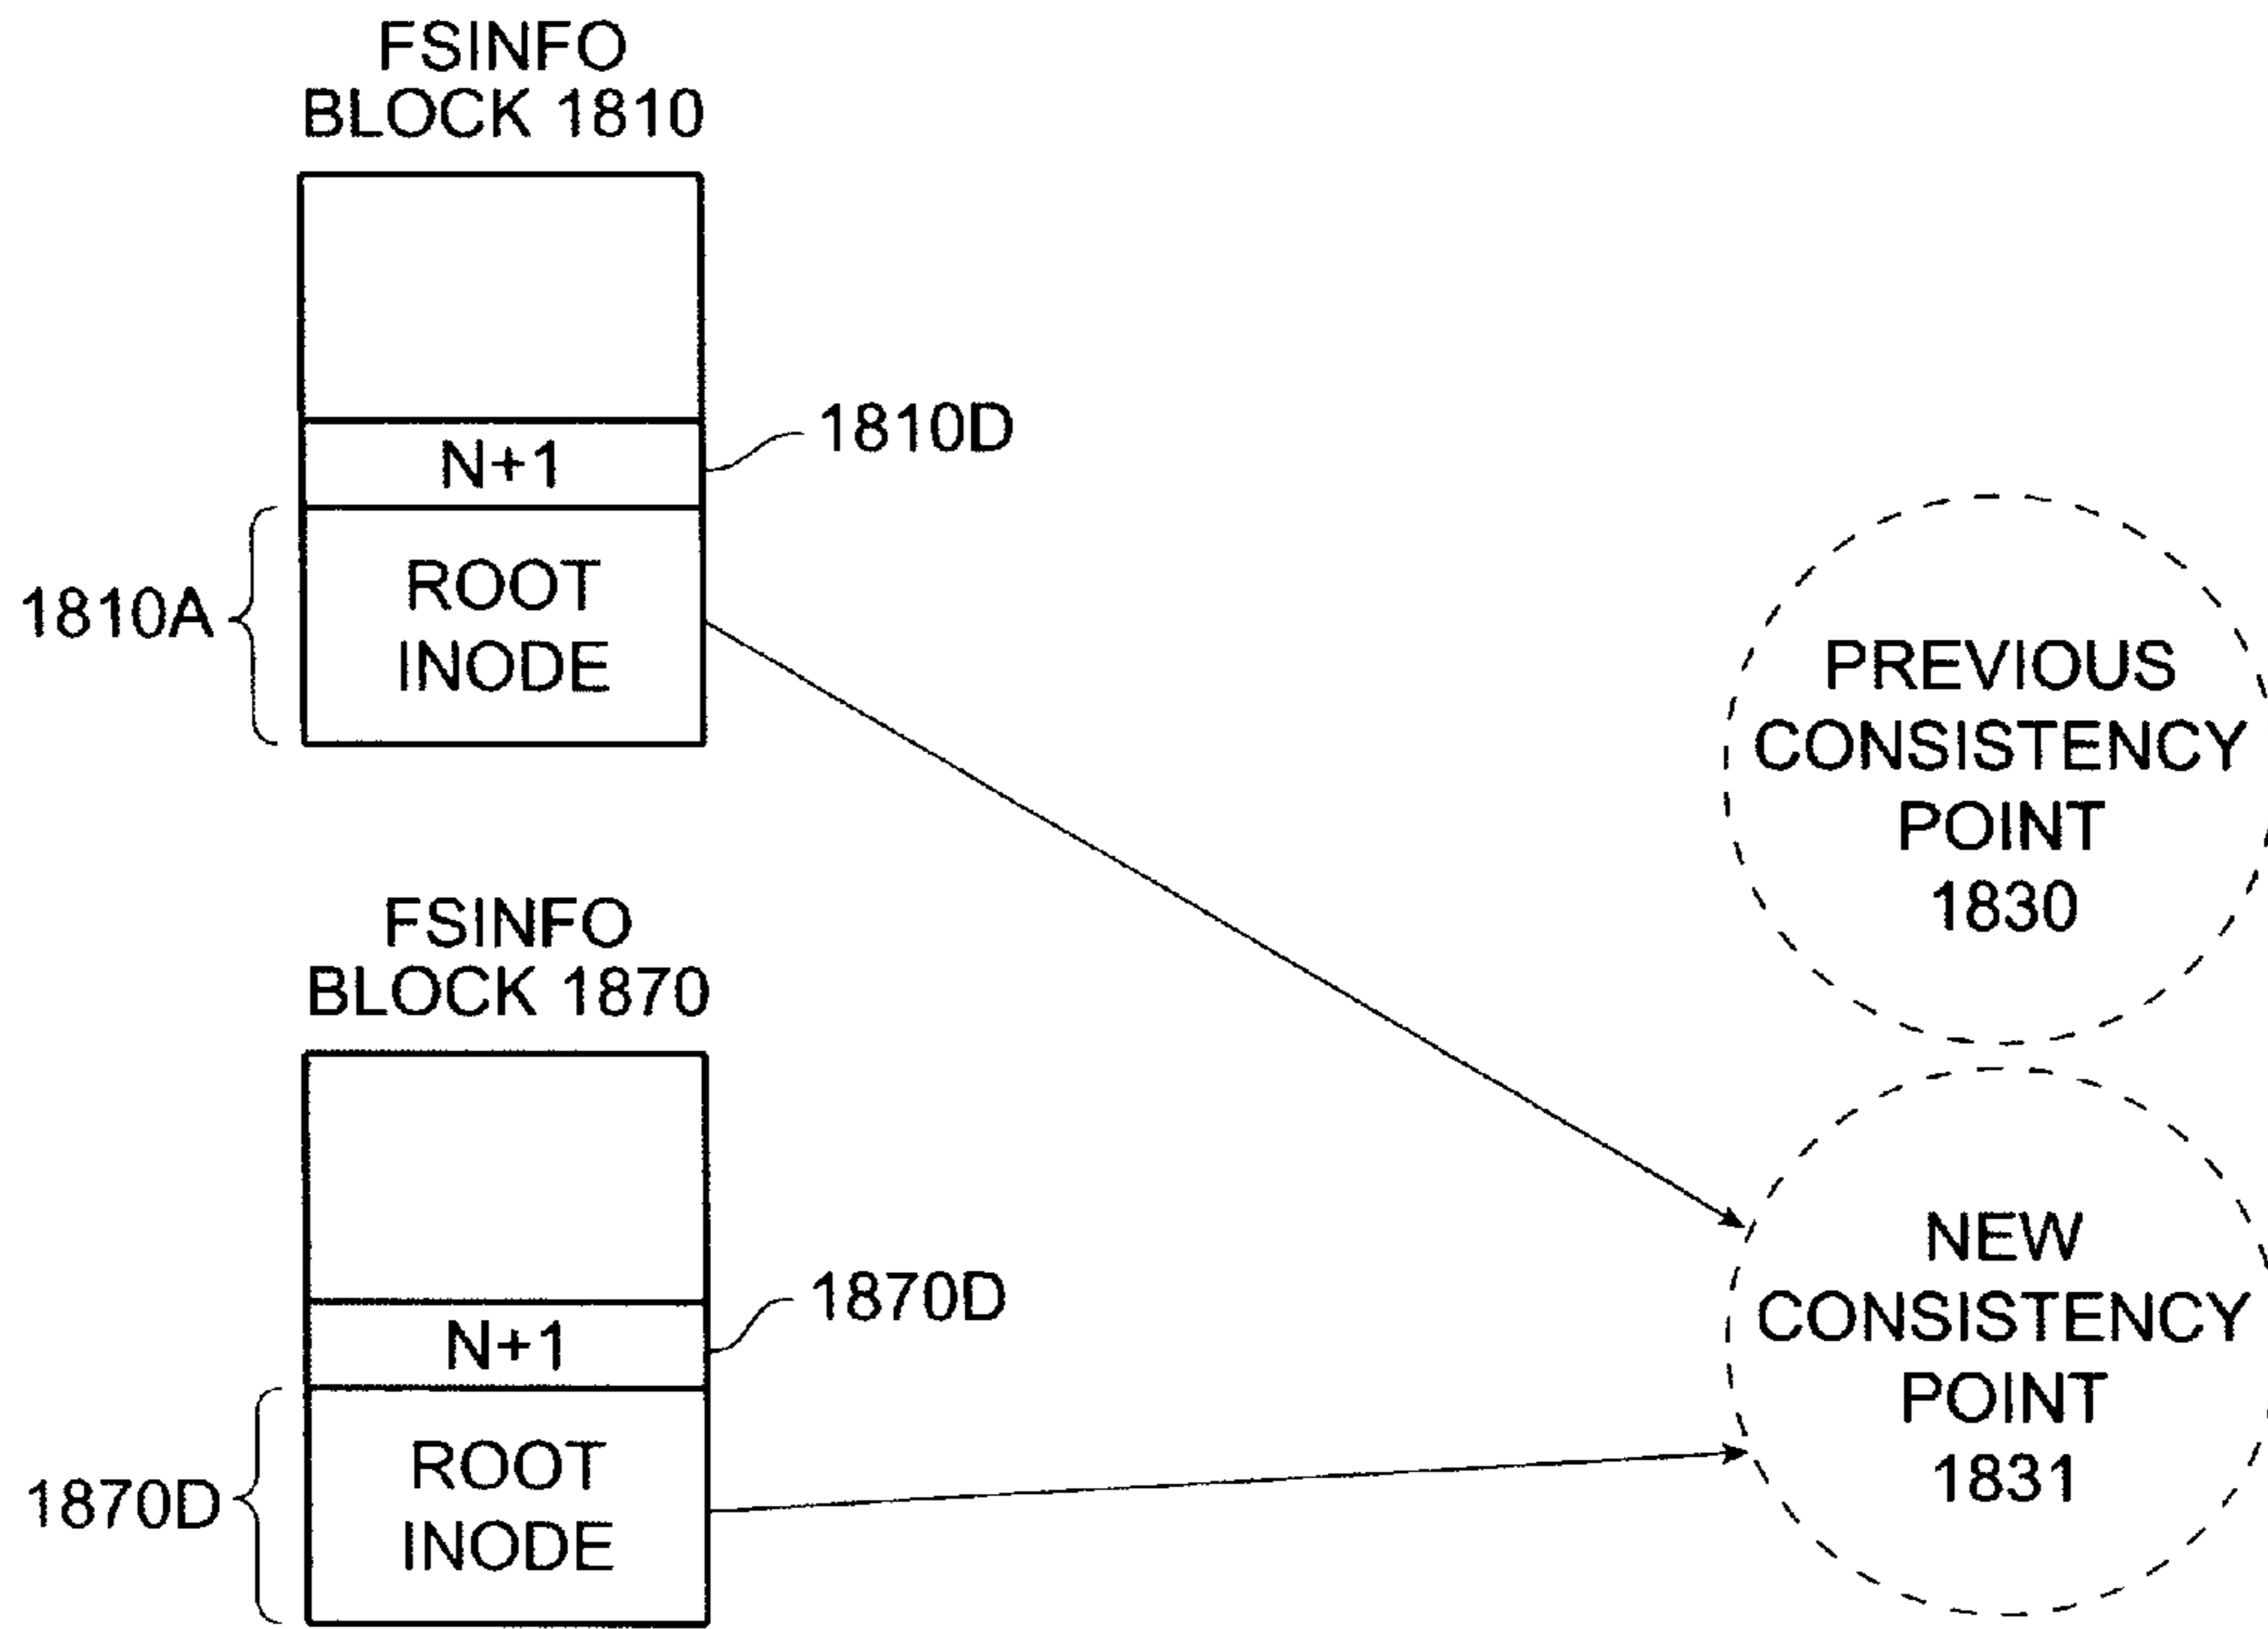 FSINFO
BLOCK 1810
N+1
1810D
1810A
ROOT
INODE
PREVIOUS
CONSISTENCY
POINT
1830
FSINFO
BLOCK 1870
N+1
1870D
1870D
ROOT
INODE
NEW
CONSISTENCY
POINT
1831